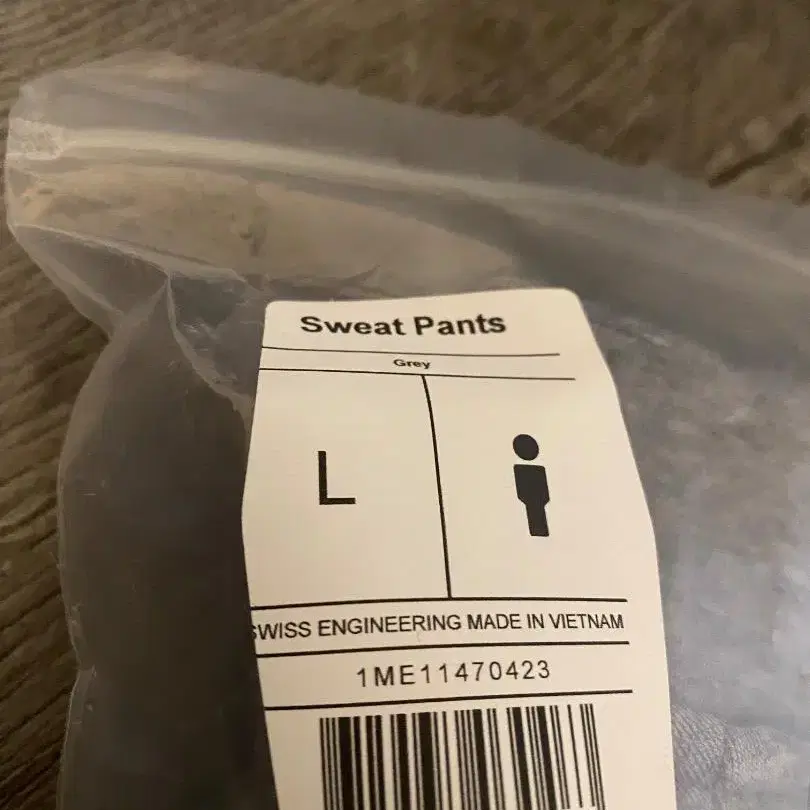 Sweat Pants
Grey
L
SWISS ENGINEERING MADE IN VIETNAM
1ME11470423